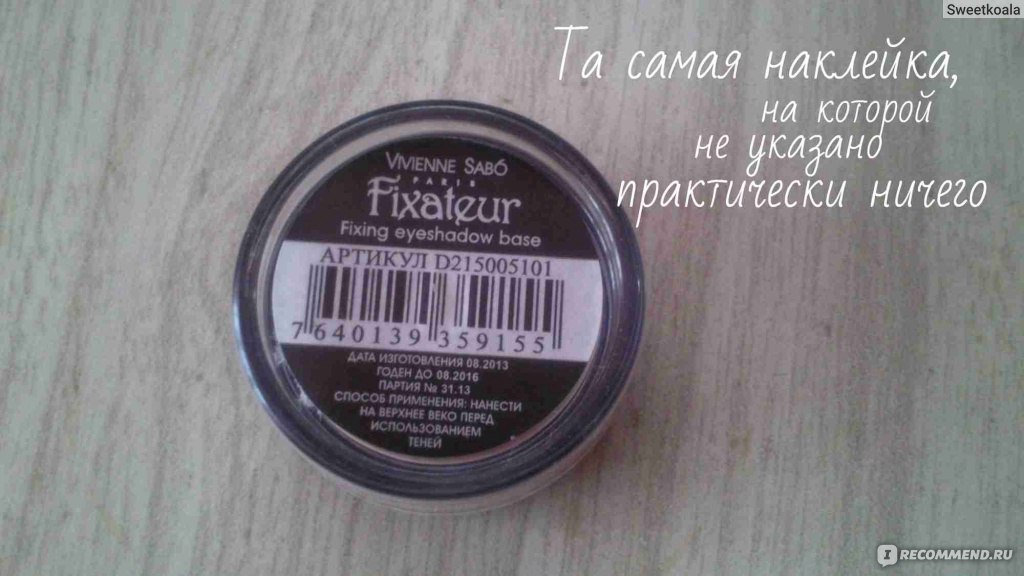 Sweetkoala
Та самая наклейка,
на которой
не указано
практически ничего
VIVIENNE SABÓ
PARIS
Fixateur
Fixing eyeshadow base
АРТИКУЛ D215005101
7 640139 359155
ДАТА ИЗГОТОВЛЕНИЯ 08.2013
ГОДЕН ДО 08.2016
ПАРТИЯ № 31.13
СПОСОБ ПРИМЕНЕНИЯ: НАНЕСТИ
НА ВЕРХНЕЕ ВЕКО ПЕРЕД
ИСПОЛЬЗОВАНИЕМ
ТЕНЕЙ
IRECOMMEND.RU